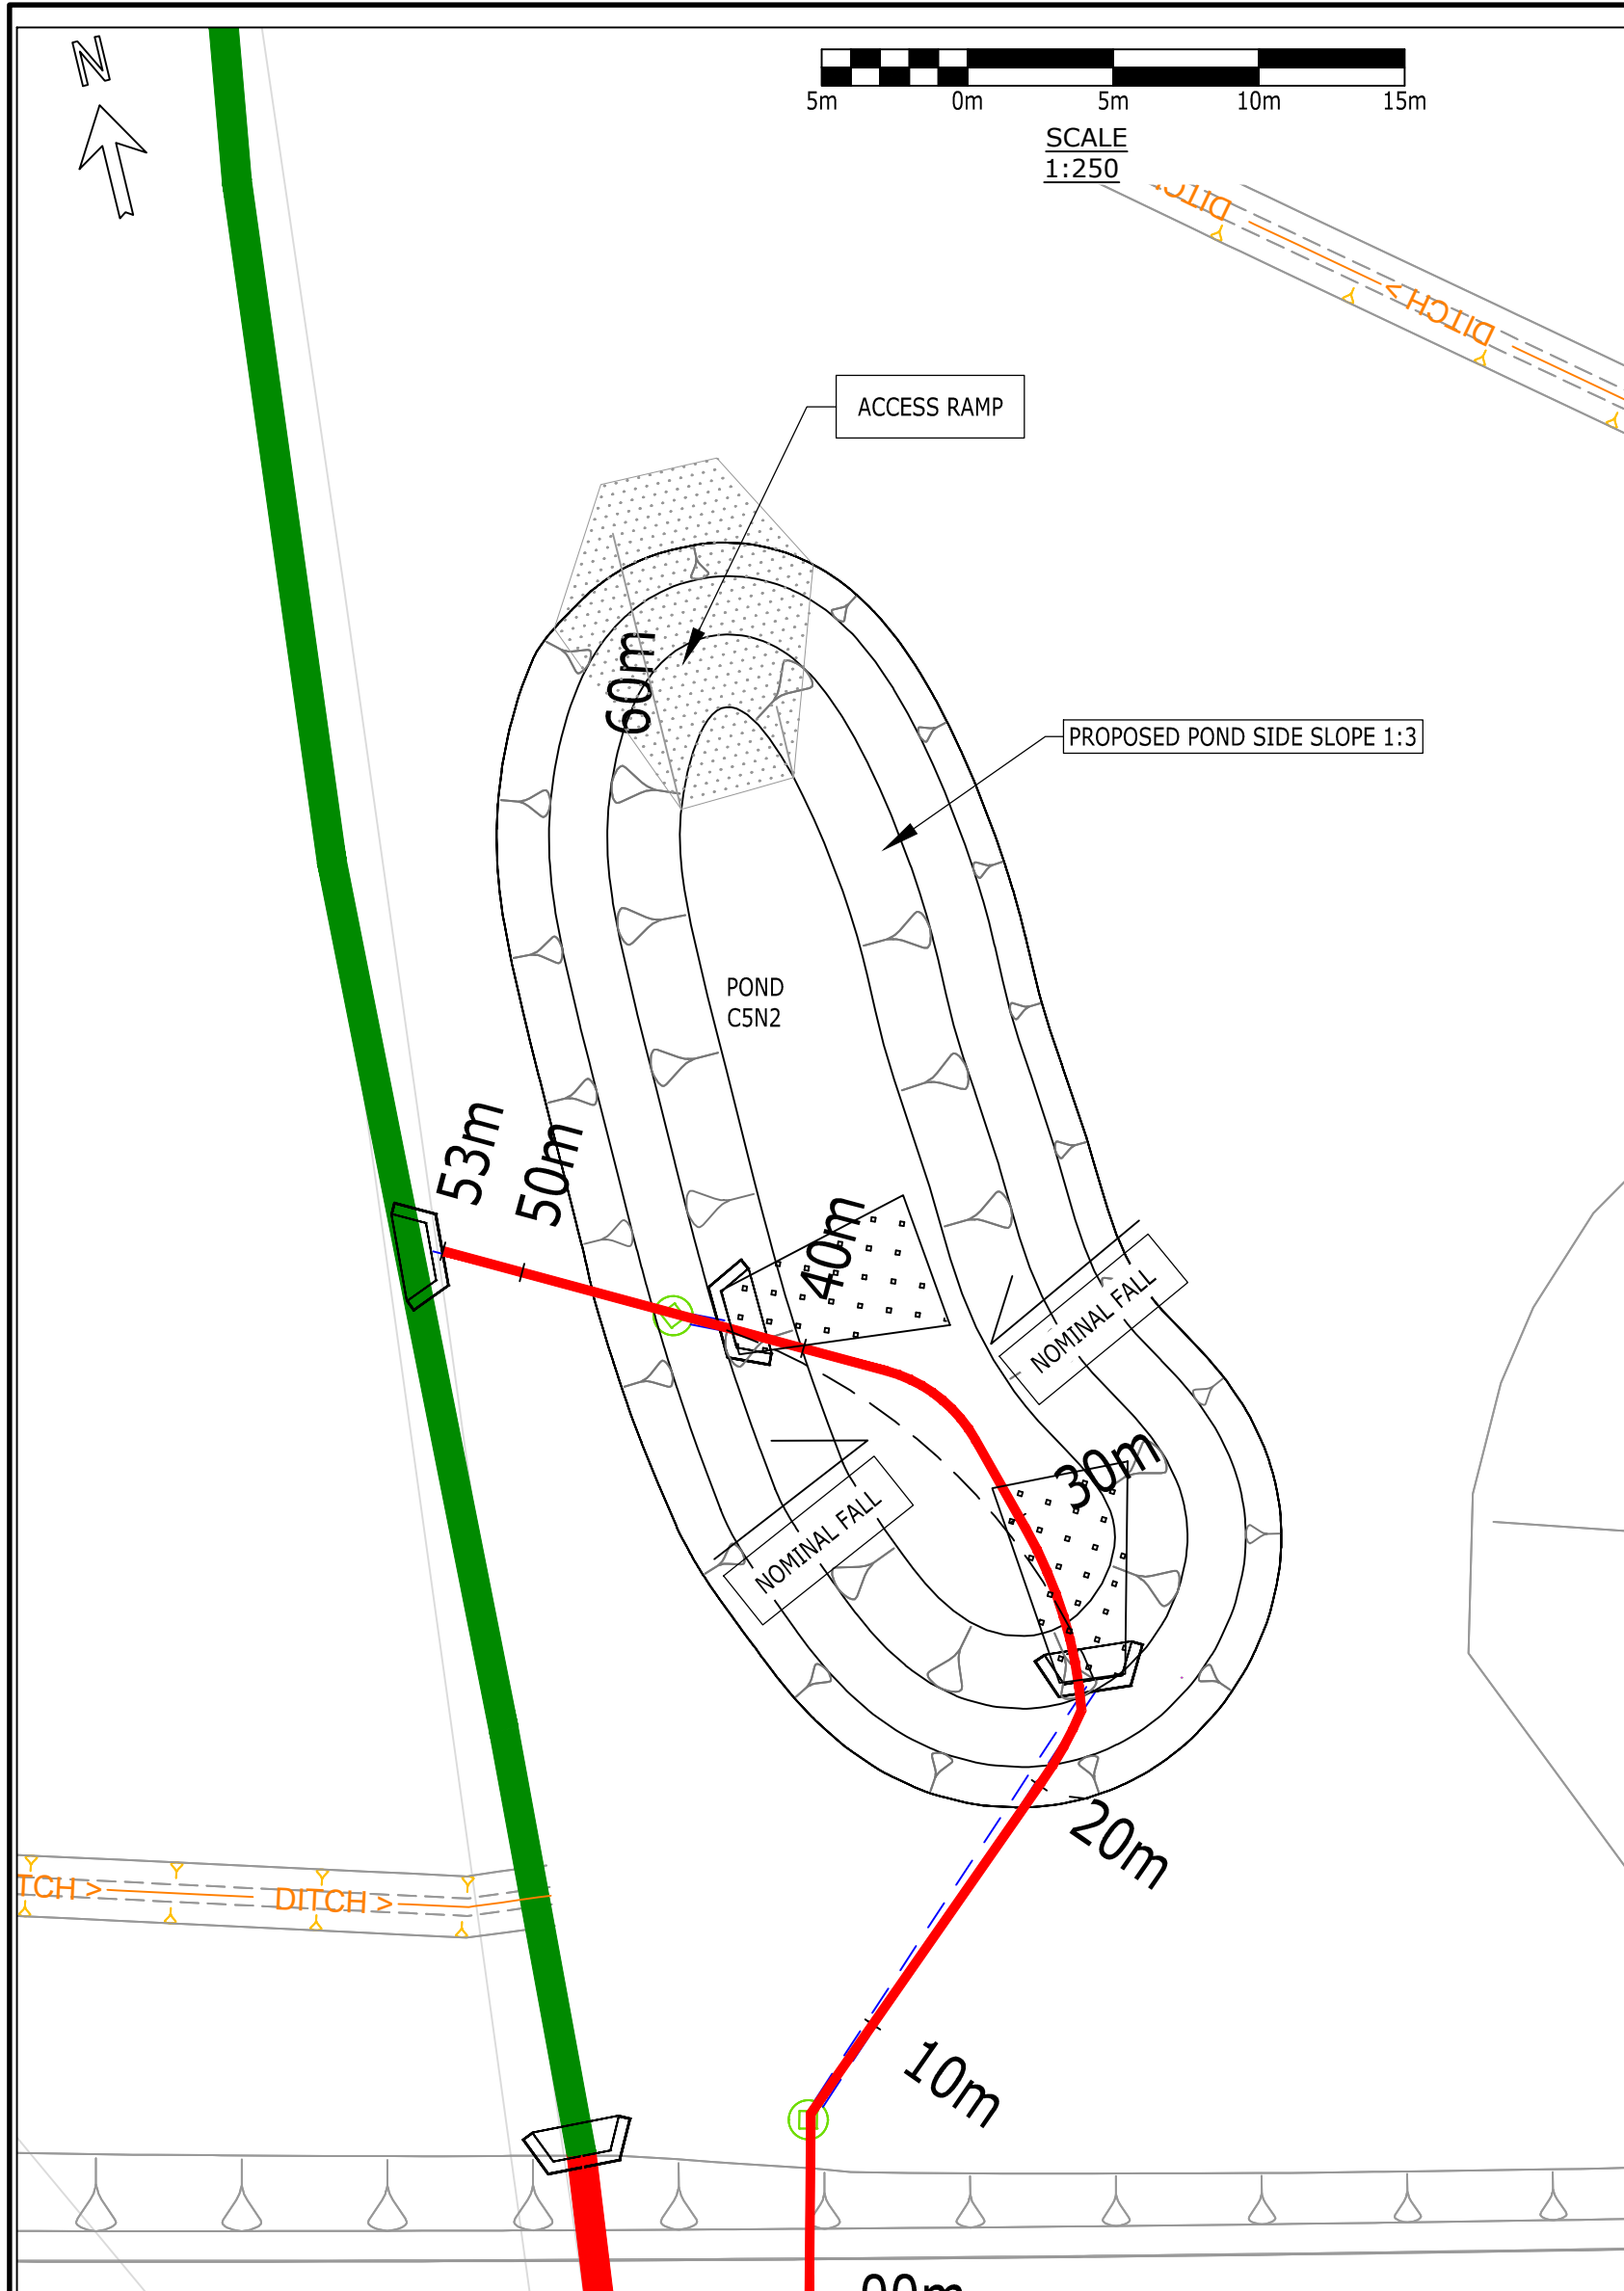 N
5m 0m 5m 10m 15m
SCALE
1:250
DITCH >
ACCESS RAMP
60m
PROPOSED POND SIDE SLOPE 1:3
POND
C5N2
53m
50m
40m
NOMINAL FALL
30m
NOMINAL FALL
20m
DITCH >
10m